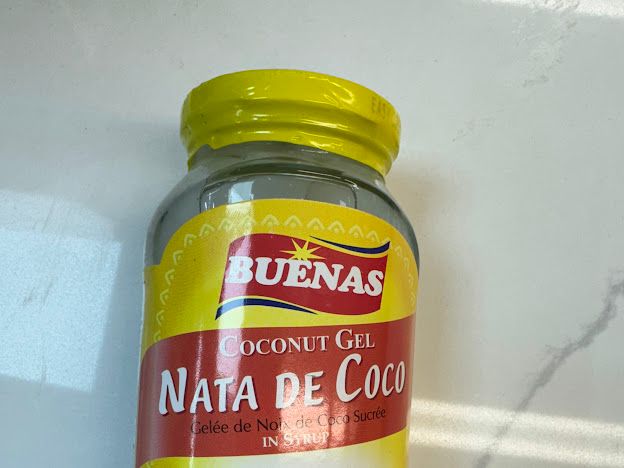 BUENAS
COCONUT GEL
NATA DE COCO
Gelée de Noix de Coco Sucrée
IN SYRUP